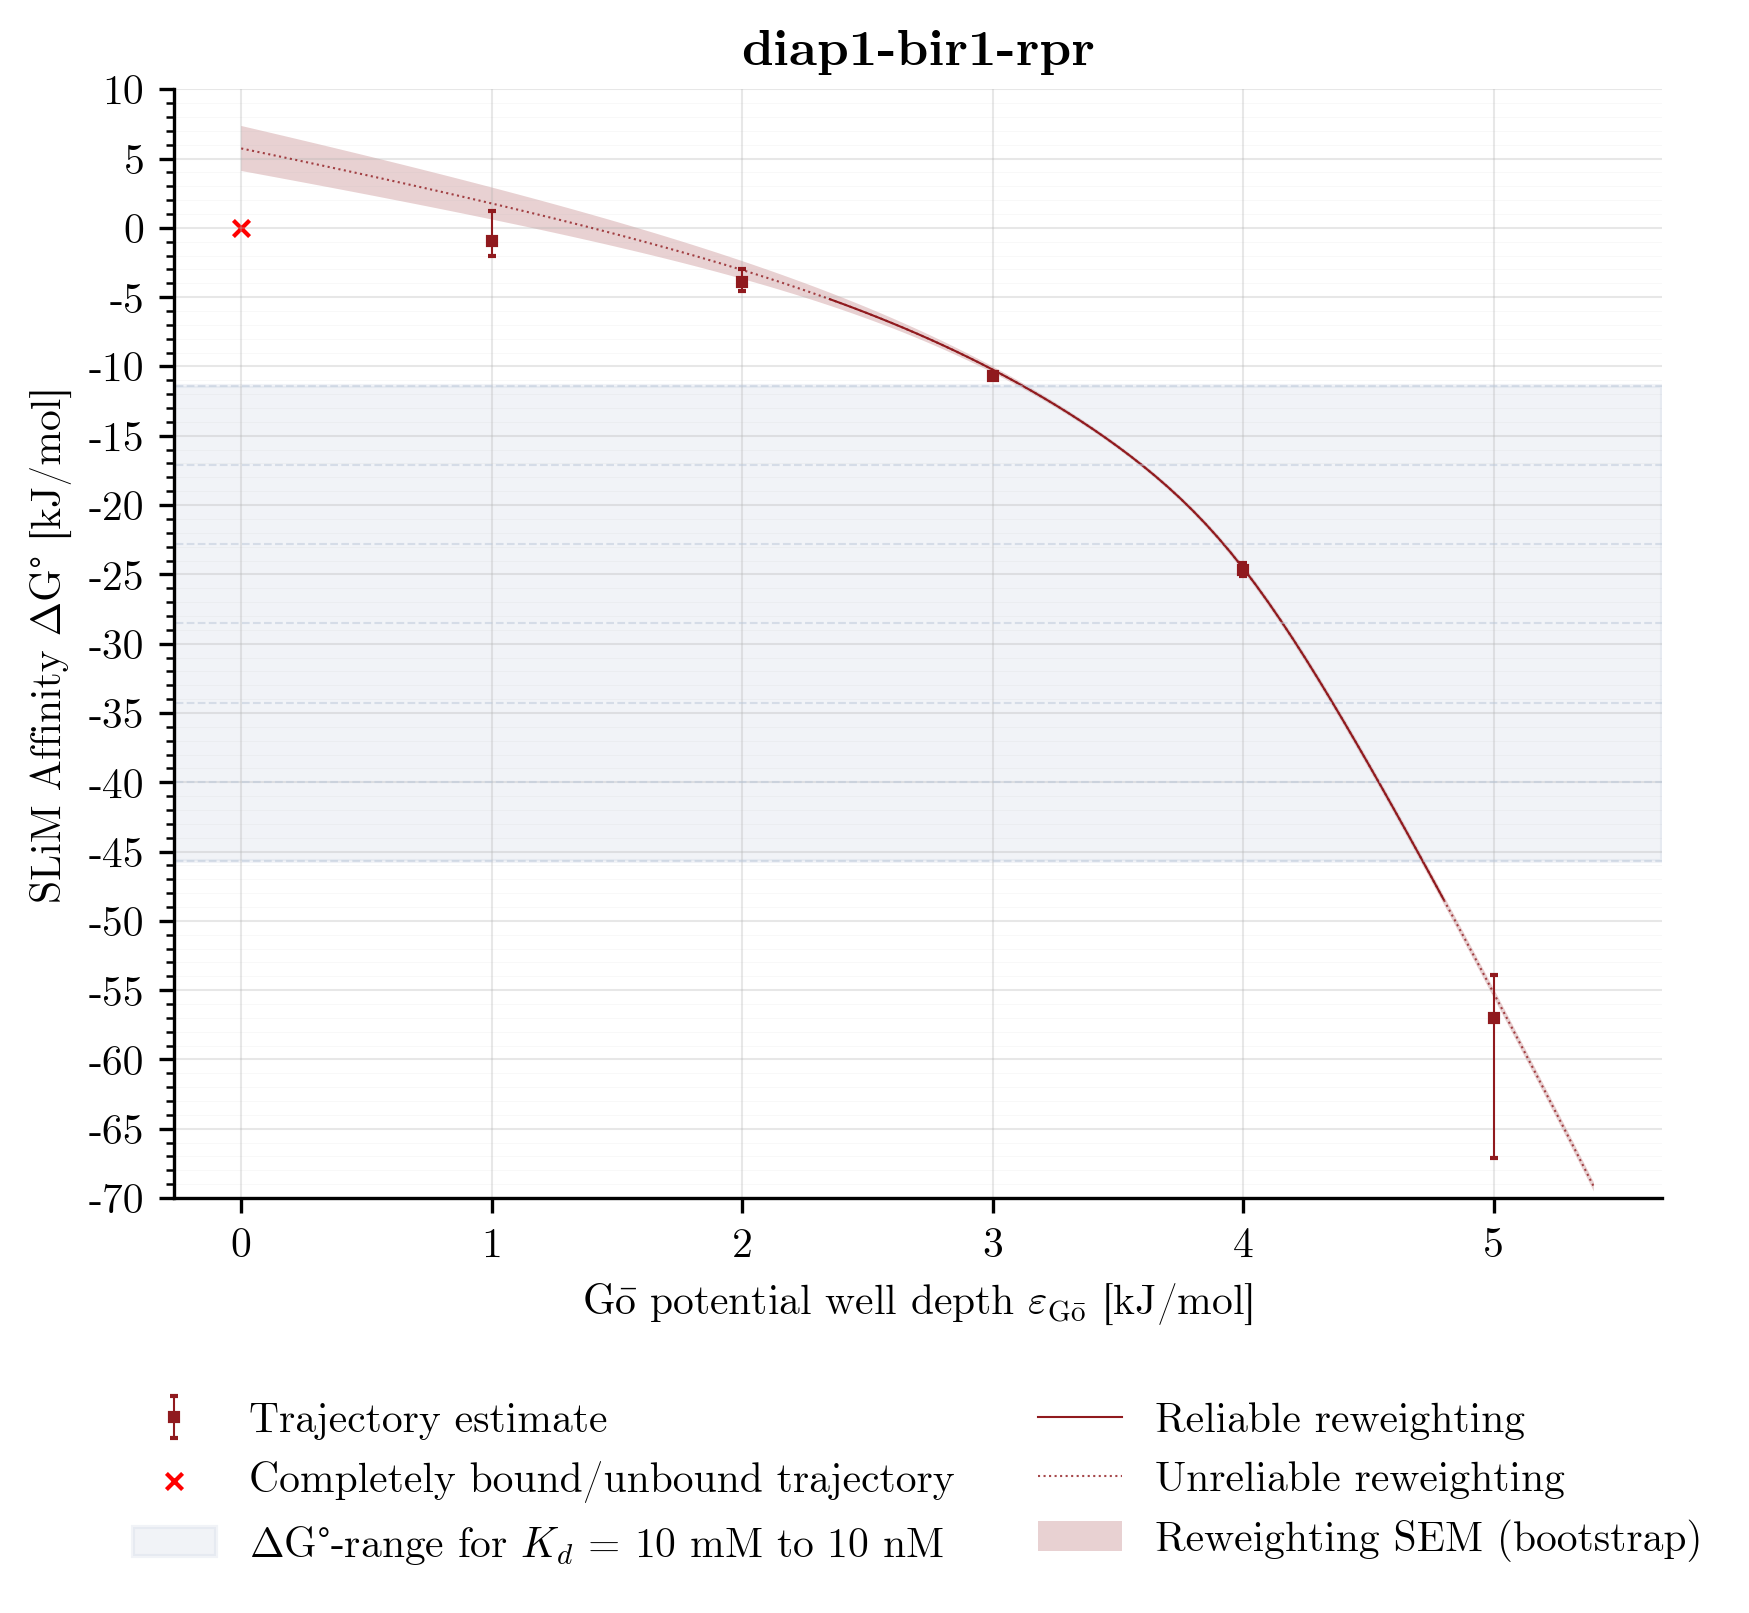 diap1-bir1-rpr
10
5
0
-5
-10
-15
-20
-25
-30
-35
-40
-45
-50
-55
-60
-65
-70
SLiM Affinity ΔG° [kJ/mol]
0 1 2 3 4 5
Gō potential well depth ε_Gō [kJ/mol]
Trajectory estimate
Completely bound/unbound trajectory
ΔG°-range for K_d = 10 mM to 10 nM
Reliable reweighting
Unreliable reweighting
Reweighting SEM (bootstrap)